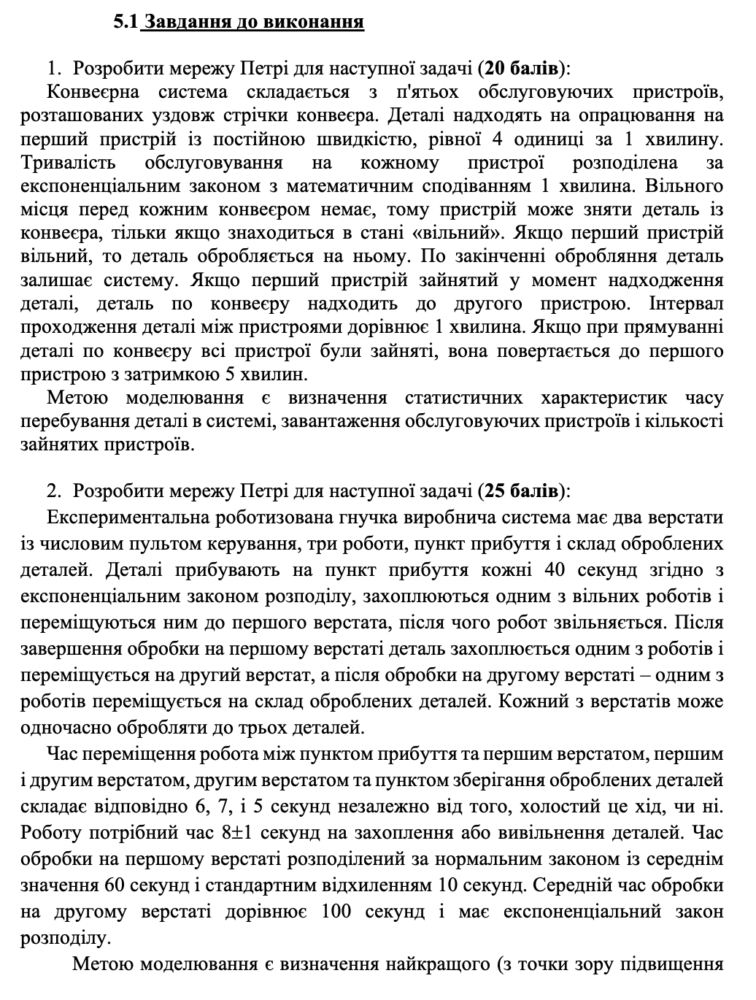 5.1 Завдання до виконання
1. Розробити мережу Петрі для наступної задачі (20 балів):
Конвеєрна система складається з п'ятьох обслуговуючих пристроїв,
розташованих уздовж стрічки конвеєра. Деталі надходять на опрацювання на
перший пристрій із постійною швидкістю, рівної 4 одиниці за 1 хвилину.
Тривалість обслуговування на кожному пристрої розподілена за
експоненціальним законом з математичним сподіванням 1 хвилина. Вільного
місця перед кожним конвеєром немає, тому пристрій може зняти деталь із
конвеєра, тільки якщо знаходиться в стані «вільний». Якщо перший пристрій
вільний, то деталь обробляється на ньому. По закінченні обробляння деталь
залишає систему. Якщо перший пристрій зайнятий у момент надходження
деталі, деталь по конвеєру надходить до другого пристрою. Інтервал
проходження деталі між пристроями дорівнює 1 хвилина. Якщо при прямуванні
деталі по конвеєру всі пристрої були зайняті, вона повертається до першого
пристрою з затримкою 5 хвилин.
Метою моделювання є визначення статистичних характеристик часу
перебування деталі в системі, завантаження обслуговуючих пристроїв і кількості
зайнятих пристроїв.
2. Розробити мережу Петрі для наступної задачі (25 балів):
Експериментальна роботизована гнучка виробнича система має два верстати
із числовим пультом керування, три роботи, пункт прибуття і склад оброблених
деталей. Деталі прибувають на пункт прибуття кожні 40 секунд згідно з
експоненціальним законом розподілу, захоплюються одним з вільних роботів і
переміщуються ним до першого верстата, після чого робот звільняється. Після
завершення обробки на першому верстаті деталь захоплюється одним з роботів і
переміщується на другий верстат, а після обробки на другому верстаті – одним з
роботів переміщується на склад оброблених деталей. Кожний з верстатів може
одночасно обробляти до трьох деталей.
Час переміщення робота між пунктом прибуття та першим верстатом, першим
і другим верстатом, другим верстатом та пунктом зберігання оброблених деталей
складає відповідно 6, 7, і 5 секунд незалежно від того, холостий це хід, чи ні.
Роботу потрібний час 8±1 секунд на захоплення або вивільнення деталей. Час
обробки на першому верстаті розподілений за нормальним законом із середнім
значення 60 секунд і стандартним відхиленням 10 секунд. Середній час обробки
на другому верстаті дорівнює 100 секунд і має експоненціальний закон
розподілу.
Метою моделювання є визначення найкращого (з точки зору підвищення